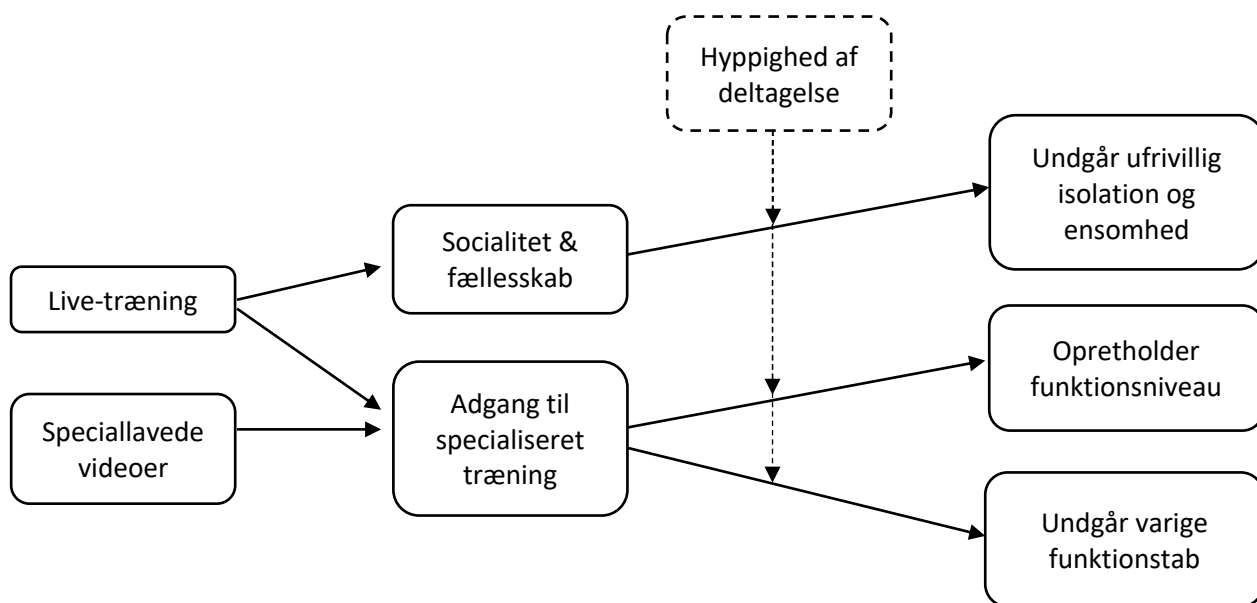 Hyppighed af
deltagelse
Undgår ufrivillig
isolation og
ensomhed
Socialitet &
fællesskab
Live-træning
Opretholder
funktionsniveau
Adgang til
specialiseret
træning
Speciallavede
videoer
Undgår varige
funktionstab